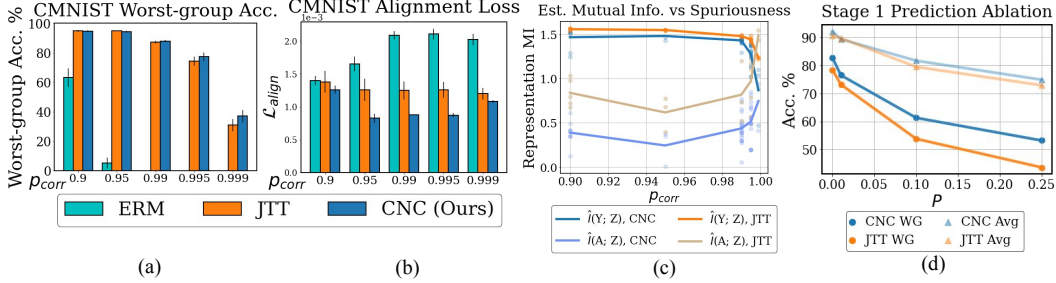 CMNIST Worst-group Acc.
Worst-group Acc. %
100
80
60
40
20
0
0.9 0.95 0.99 0.995 0.999
p_corr
CMNIST Alignment Loss
1e−3
ℒ_align
2.0
1.5
1.0
0.5
0.0
0.9 0.95 0.99 0.995 0.999
p_corr
ERM JTT CNC (Ours)
Est. Mutual Info. vs Spuriousness
Representation MI
1.5
1.0
0.5
0.0
0.90 0.92 0.94 0.96 0.98 1.00
p_corr
Î(Y; Z), CNC Î(Y; Z), JTT
Î(A; Z), CNC Î(A; Z), JTT
Stage 1 Prediction Ablation
Acc. %
90
80
70
60
50
0.00 0.05 0.10 0.15 0.20 0.25
P
CNC WG CNC Avg
JTT WG JTT Avg
(a) (b) (c) (d)